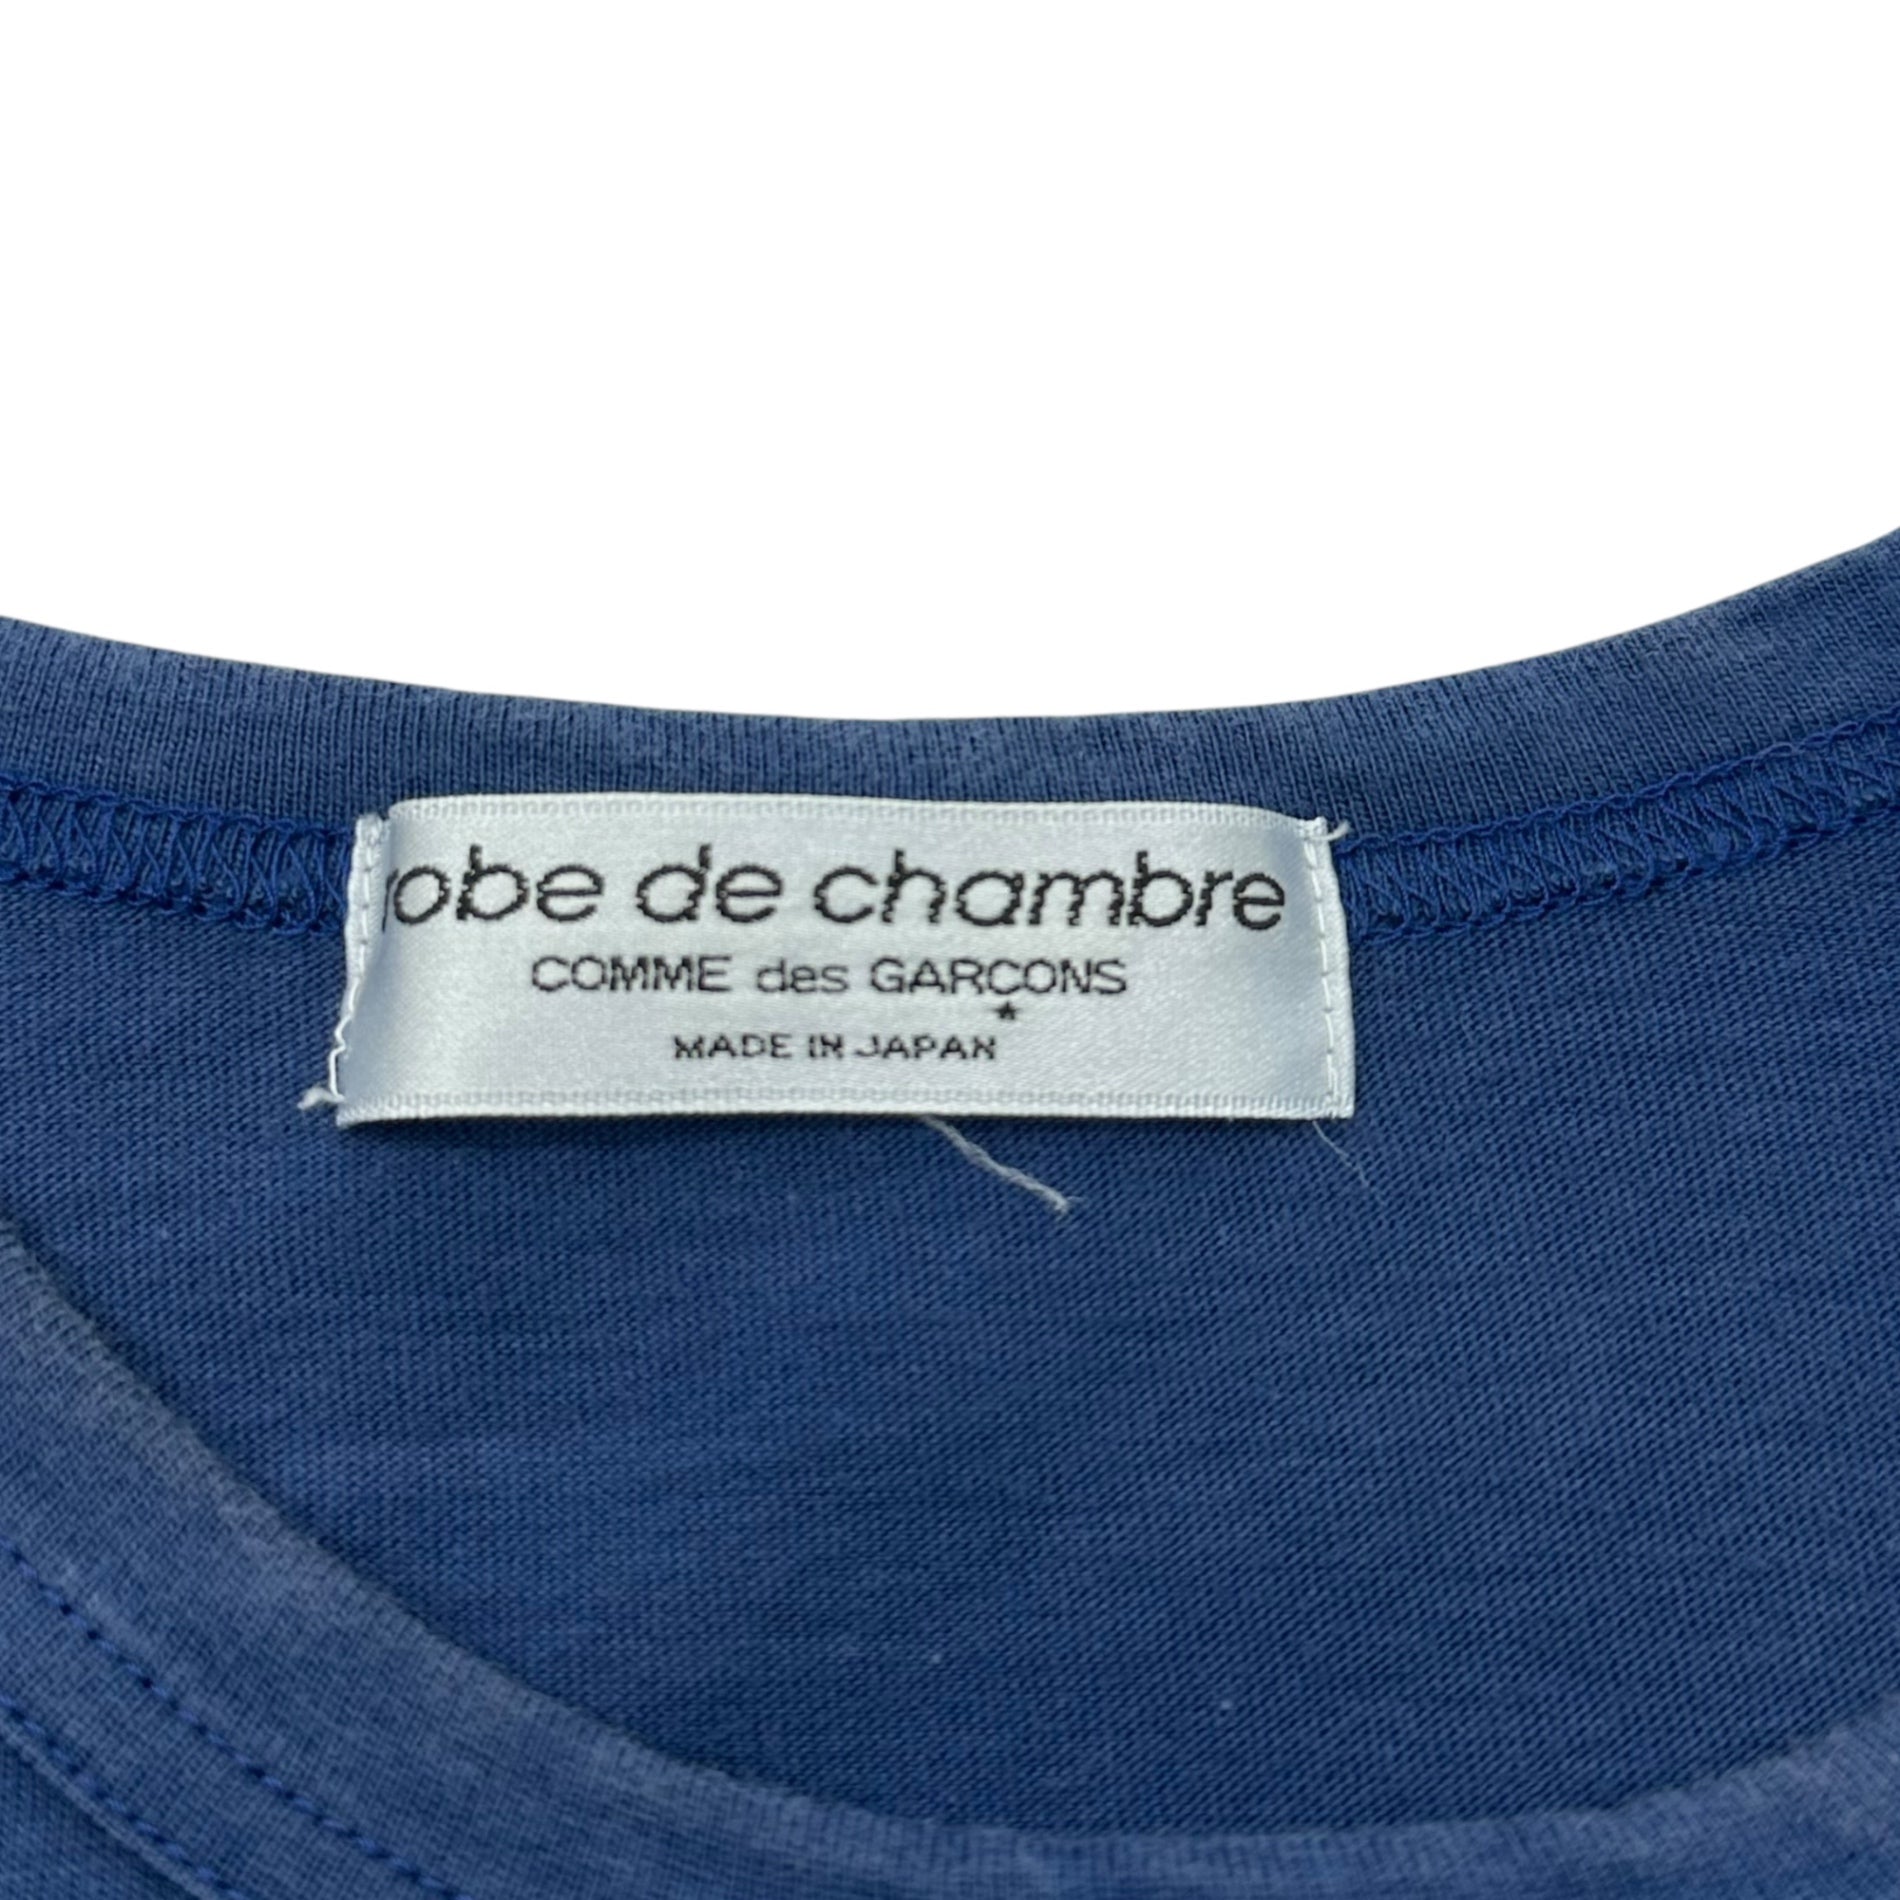 robe de chambre
COMME des GARÇONS
MADE IN JAPAN